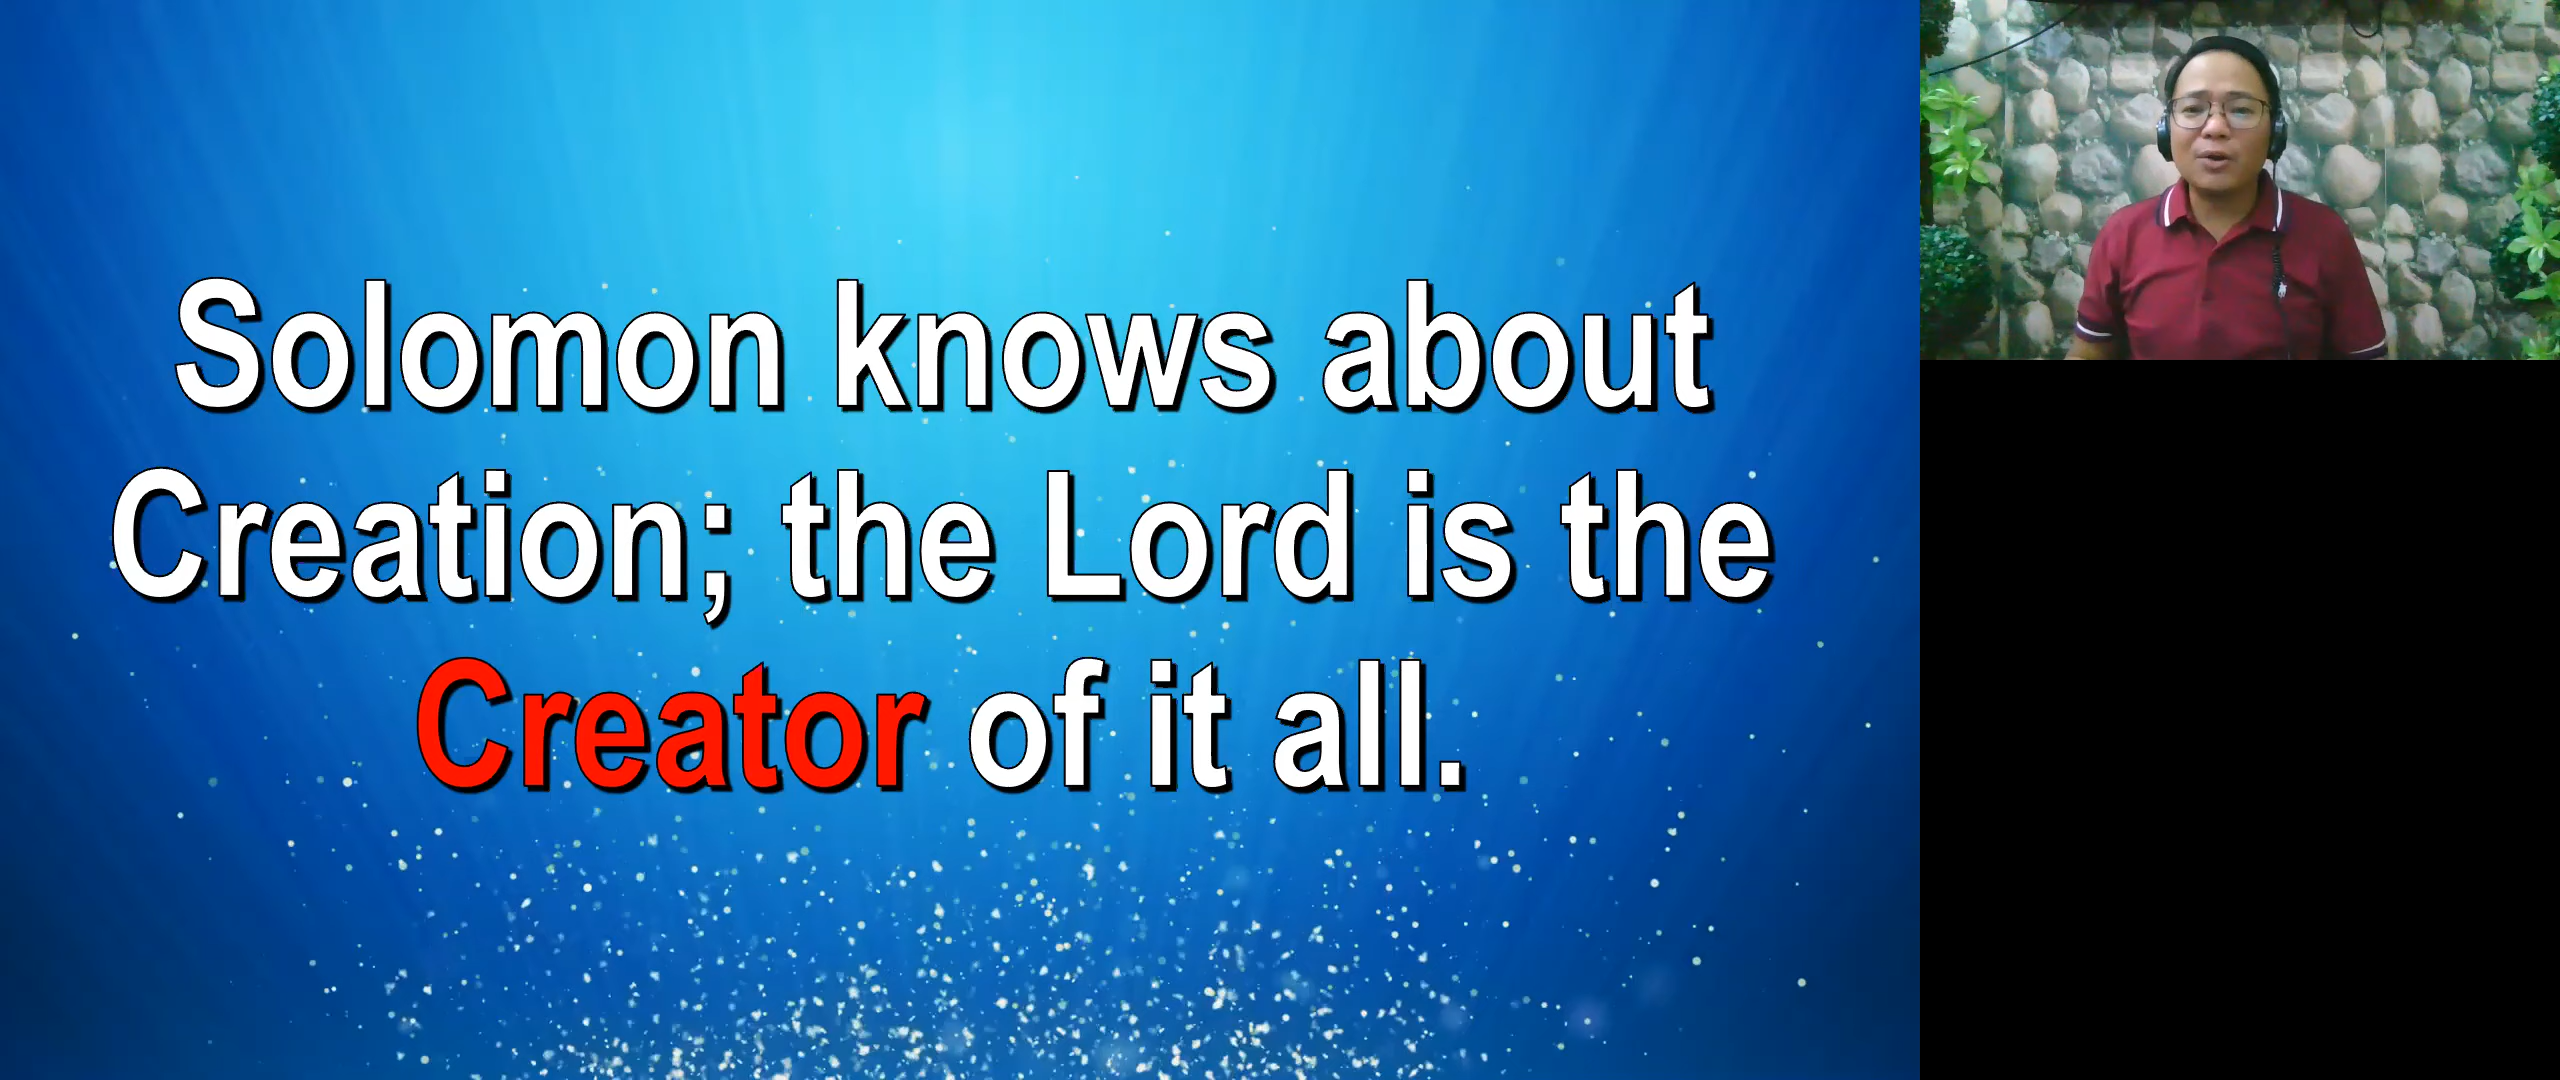 Solomon knows about
Creation; the Lord is the
Creator of it all.